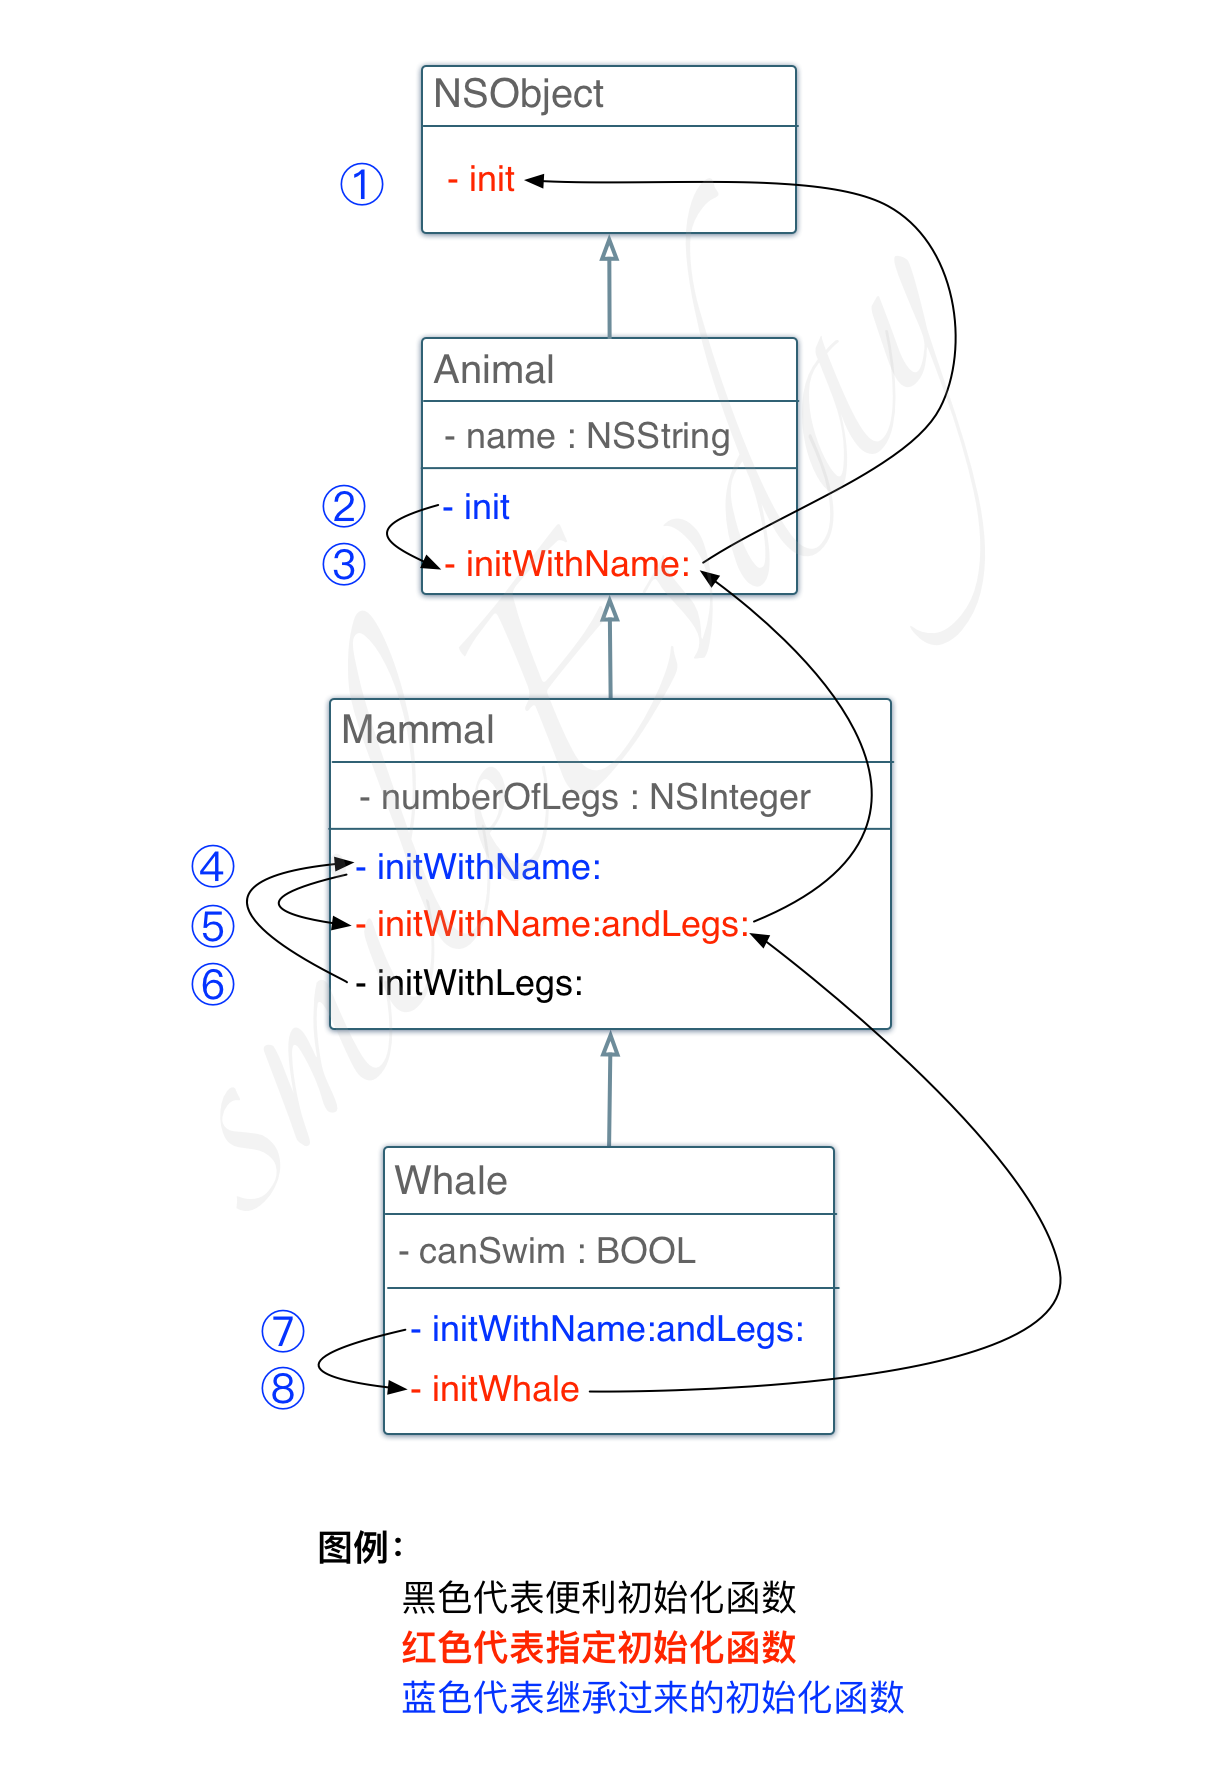 NSObject
① - init
Animal
- name : NSString
② - init
③ - initWithName:
Mammal
- numberOfLegs : NSInteger
④ - initWithName:
⑤ - initWithName:andLegs:
⑥ - initWithLegs:
Whale
- canSwim : BOOL
⑦ - initWithName:andLegs:
⑧ - initWhale
smileEvday
图例：
黑色代表便利初始化函数
红色代表指定初始化函数
蓝色代表继承过来的初始化函数